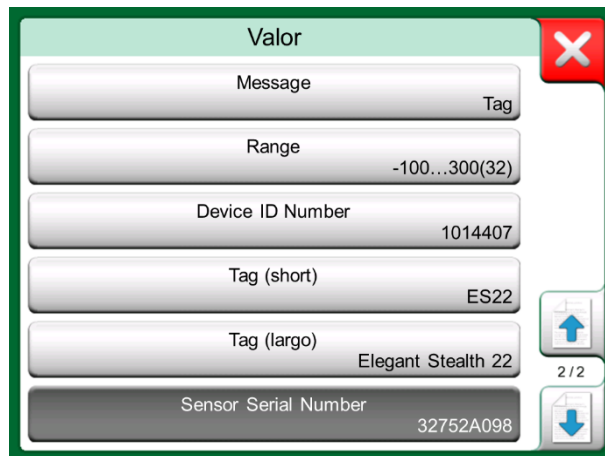 Valor
Message
Tag
Range
-100...300(32)
Device ID Number
1014407
Tag (short)
ES22
Tag (largo)
Elegant Stealth 22
2/2
Sensor Serial Number
32752A098